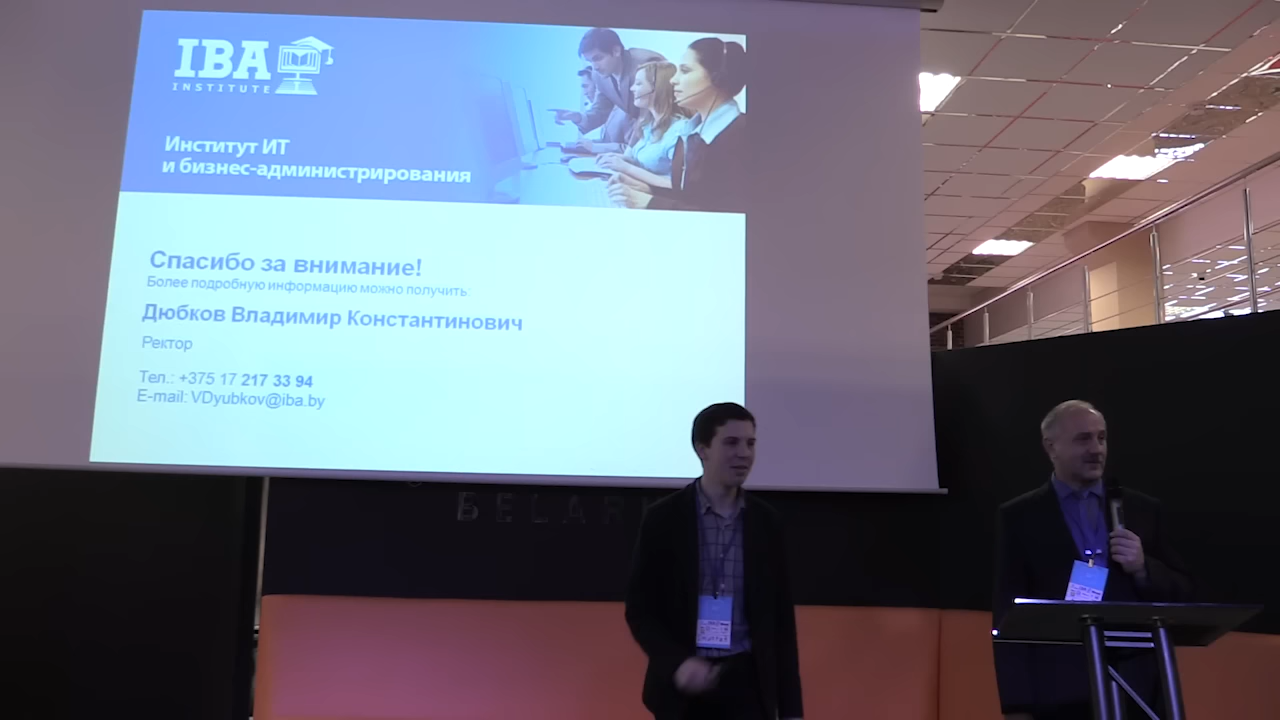 IBA
INSTITUTE
Институт ИТ
и бизнес-администрирования
Спасибо за внимание!
Более подробную информацию можно получить:
Дюбков Владимир Константинович
Ректор
Тел.: +375 17 217 33 94
E-mail: VDyubkov@iba.by